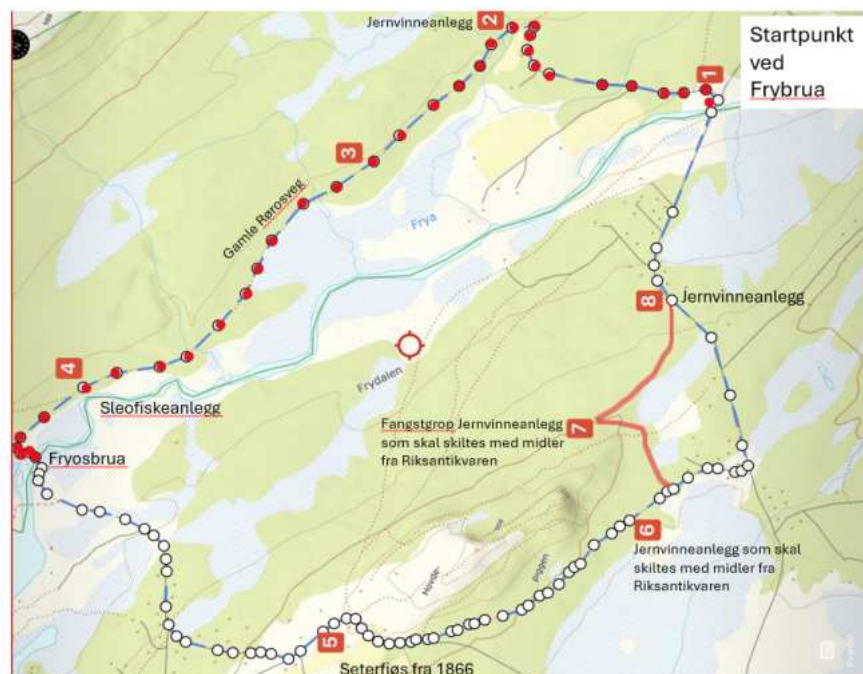 Startpunkt
ved
Frybrua
Jernvinneanlegg
2
1
3
Gamle Rørosveg
Frya
8
Jernvinneanlegg
4
Sleofiskeanlegg
Frydalen
Fangstgrop Jernvinneanlegg
som skal skiltes med midler
fra Riksantikvaren
7
Fryosbrua
6
Jernvinneanlegg som skal
skiltes med midler fra
Riksantikvaren
Høvde-
piggen
5
Seterfjøs fra 1866